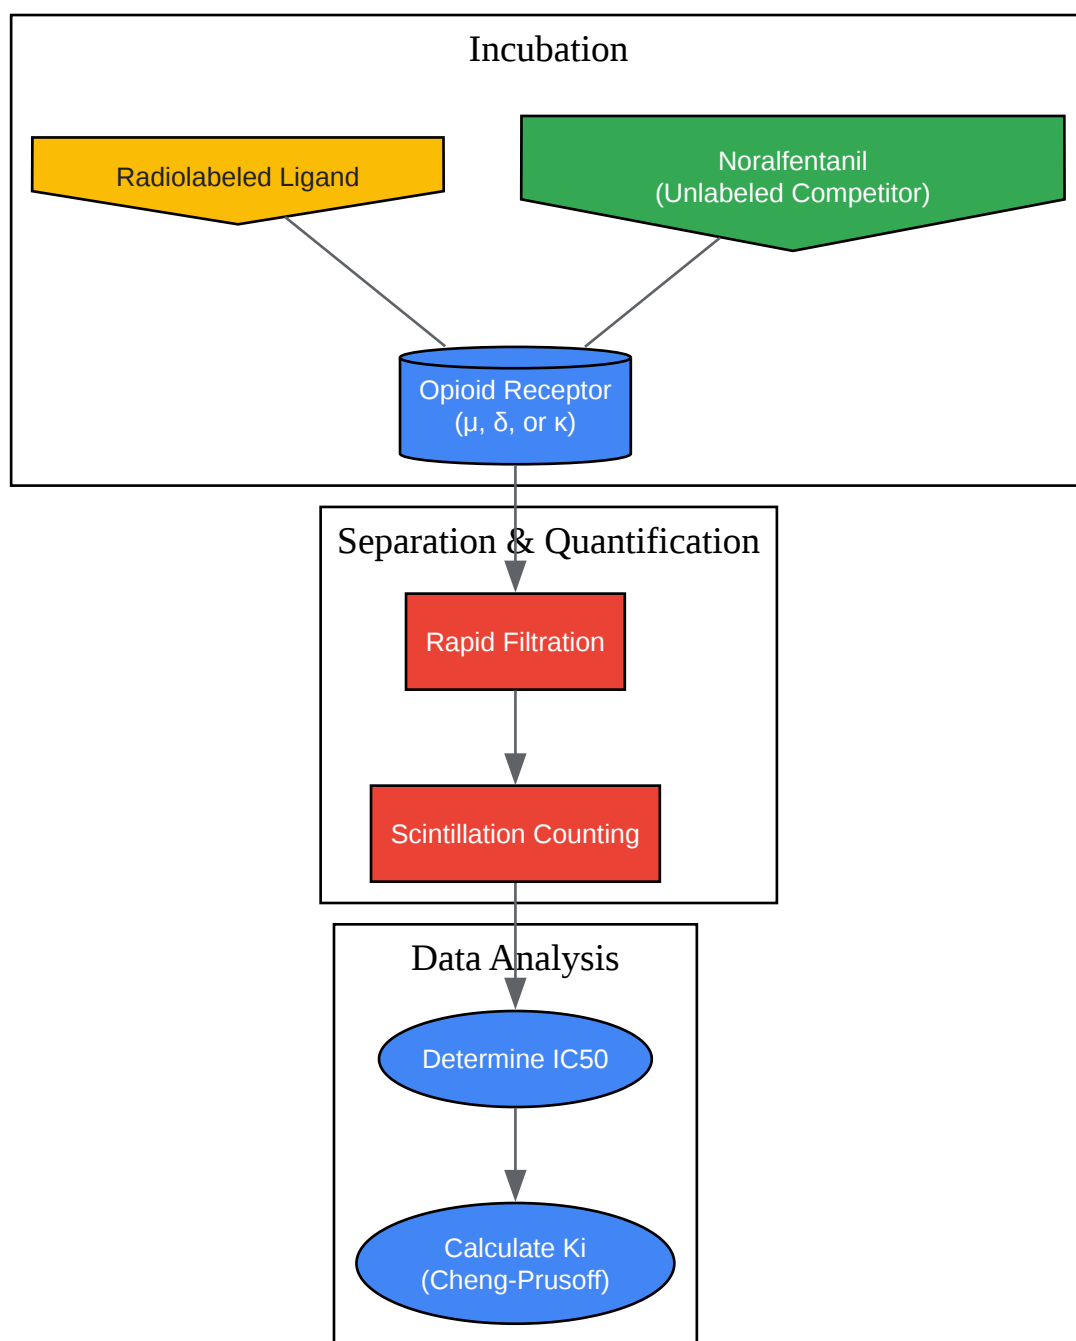 Incubation
Radiolabeled Ligand
Noralfentanil
(Unlabeled Competitor)
Opioid Receptor
(μ, δ, or κ)
Separation & Quantification
Rapid Filtration
Scintillation Counting
Data Analysis
Determine IC50
Calculate Ki
(Cheng-Prusoff)